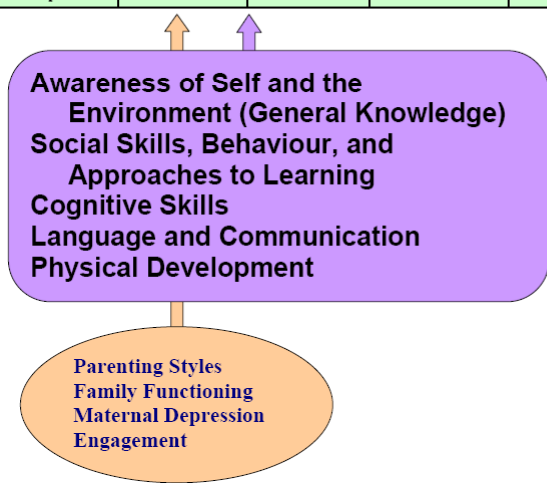 Awareness of Self and the
Environment (General Knowledge)
Social Skills, Behaviour, and
Approaches to Learning
Cognitive Skills
Language and Communication
Physical Development
Parenting Styles
Family Functioning
Maternal Depression
Engagement